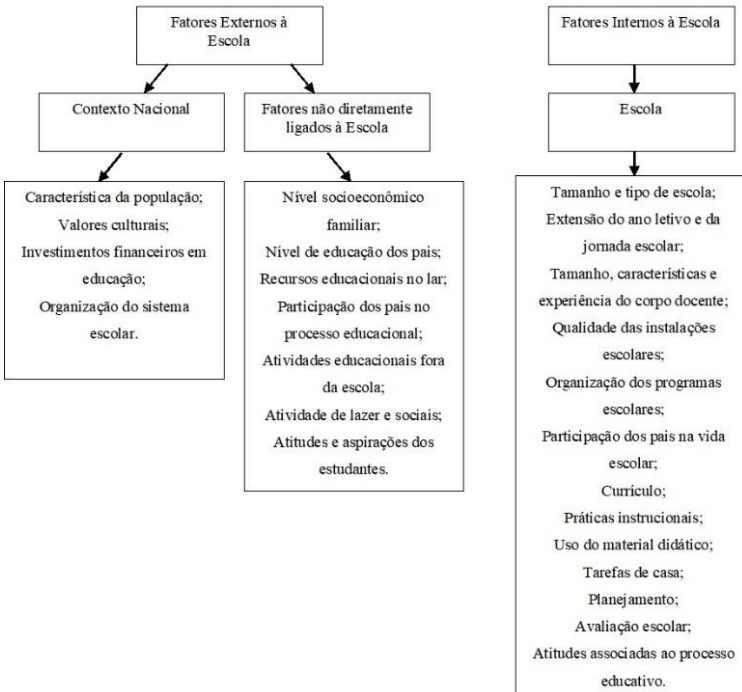 Fatores Externos à
Escola
Contexto Nacional
Fatores não diretamente
ligados à Escola
Característica da população;
Valores culturais;
Investimentos financeiros em
educação;
Organização do sistema
escolar.
Nível socioeconômico
familiar;
Nível de educação dos pais;
Recursos educacionais no lar;
Participação dos pais no
processo educacional;
Atividades educacionais fora
da escola;
Atividade de lazer e sociais;
Atitudes e aspirações dos
estudantes.
Fatores Internos à Escola
Escola
Tamanho e tipo de escola;
Extensão do ano letivo e da
jornada escolar;
Tamanho, características e
experiência do corpo docente;
Qualidade das instalações
escolares;
Organização dos programas
escolares;
Participação dos pais na vida
escolar;
Currículo;
Práticas instrucionais;
Uso do material didático;
Tarefas de casa;
Planejamento;
Avaliação escolar;
Atitudes associadas ao processo
educativo.